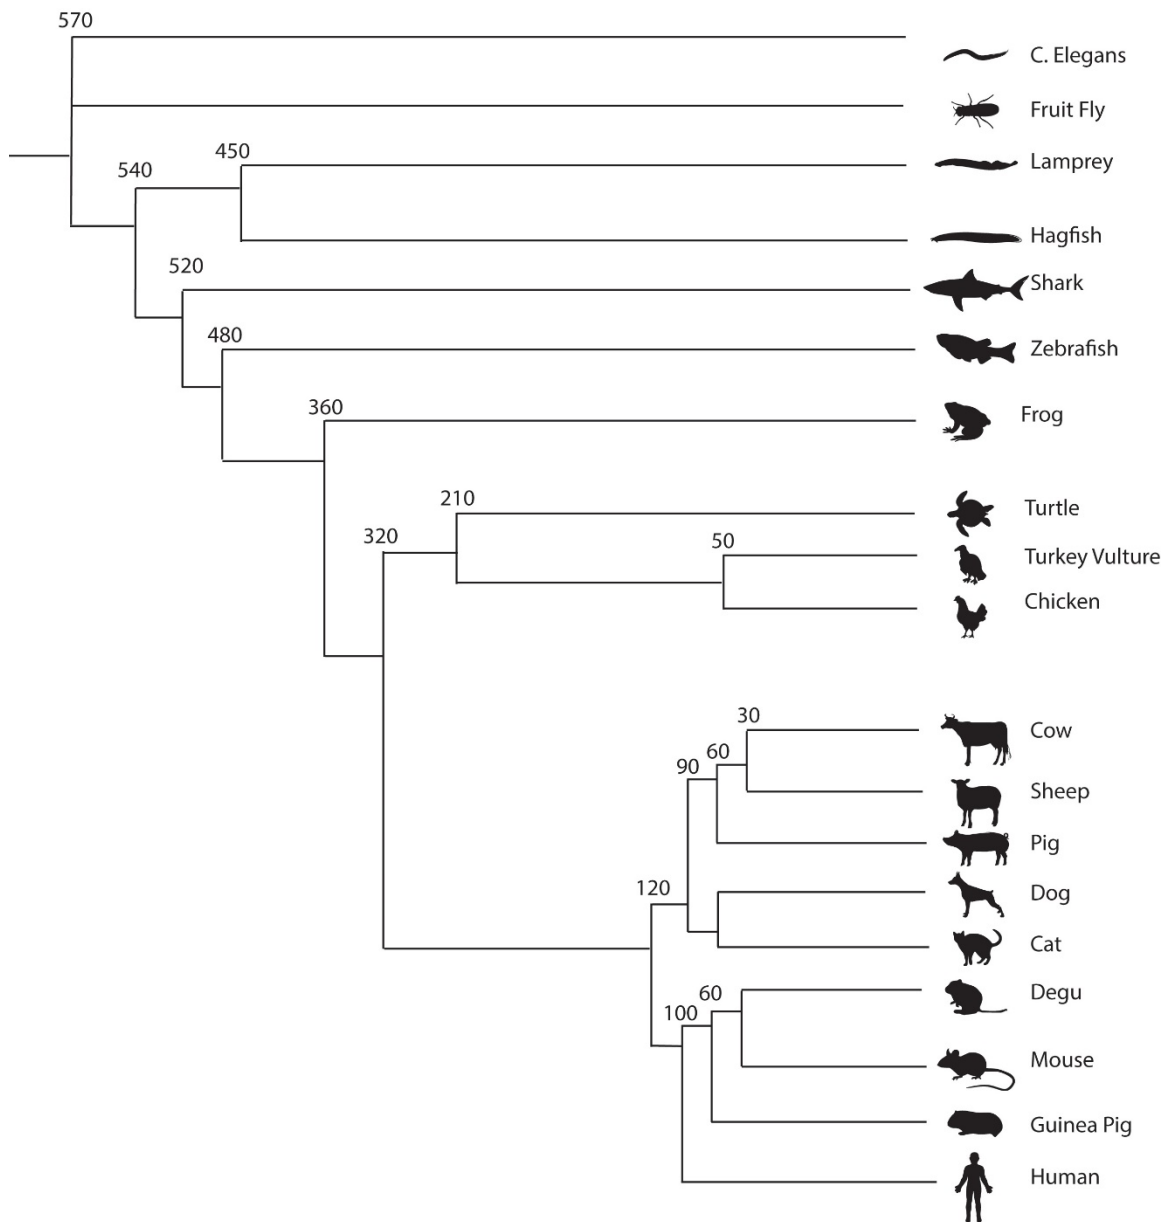 570
C. Elegans
Fruit Fly
450
540
Lamprey
Hagfish
520
Shark
480
Zebrafish
360
Frog
210
Turtle
320
50
Turkey Vulture
Chicken
30
Cow
60
90
Sheep
Pig
120
Dog
Cat
60
Degu
100
Mouse
Guinea Pig
Human